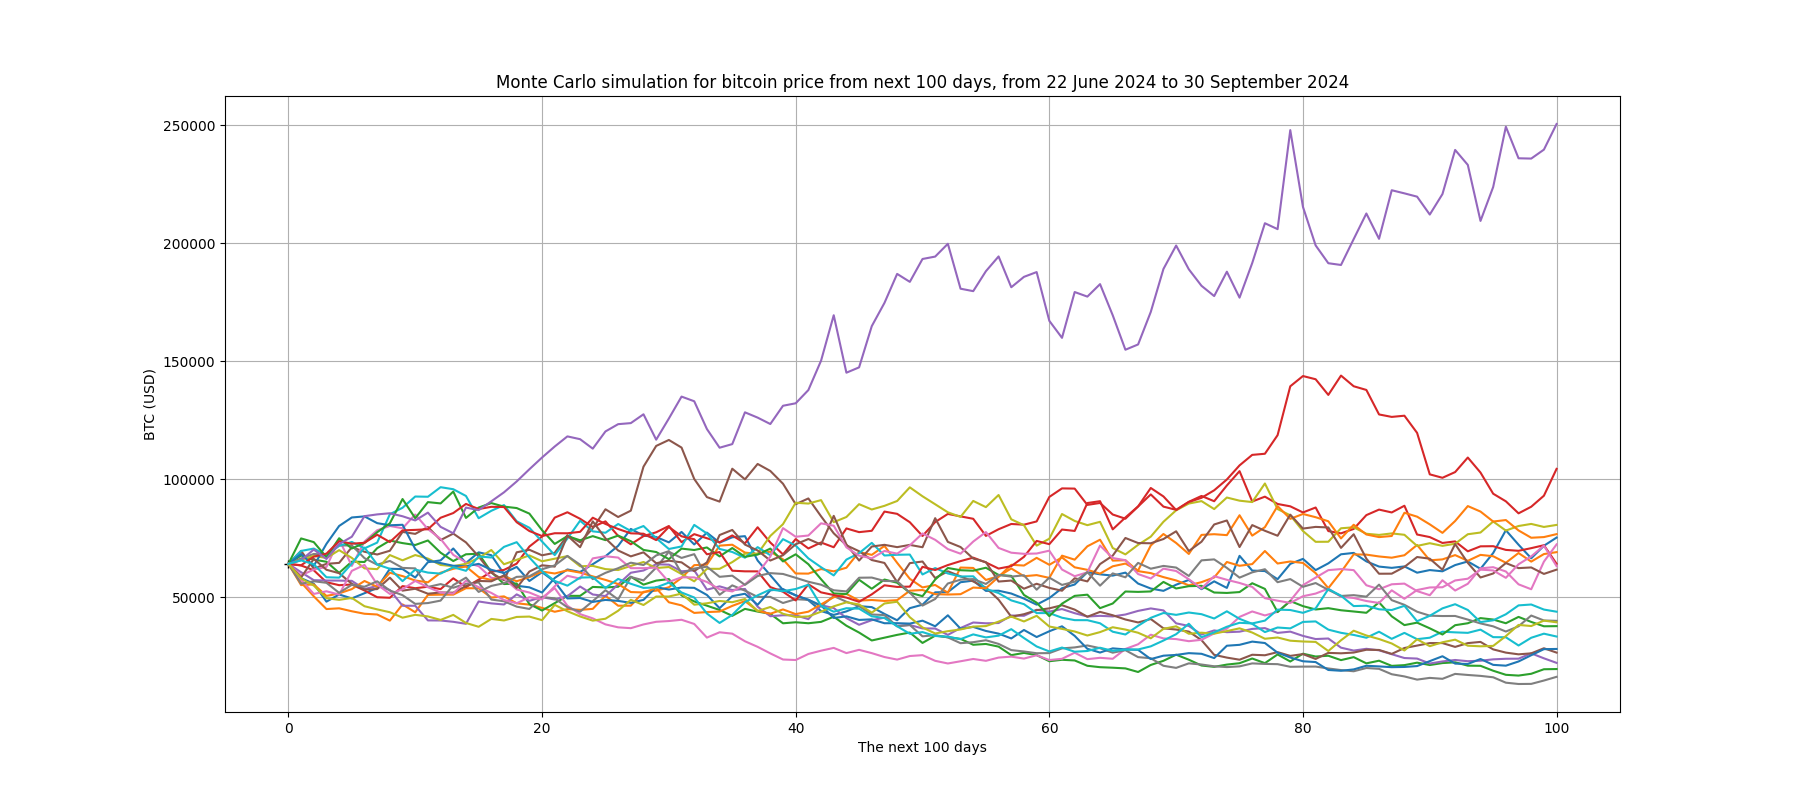 Monte Carlo simulation for bitcoin price from next 100 days, from 22 June 2024 to 30 September 2024
250000
200000
150000
100000
50000
BTC (USD)
0 20 40 60 80 100
The next 100 days